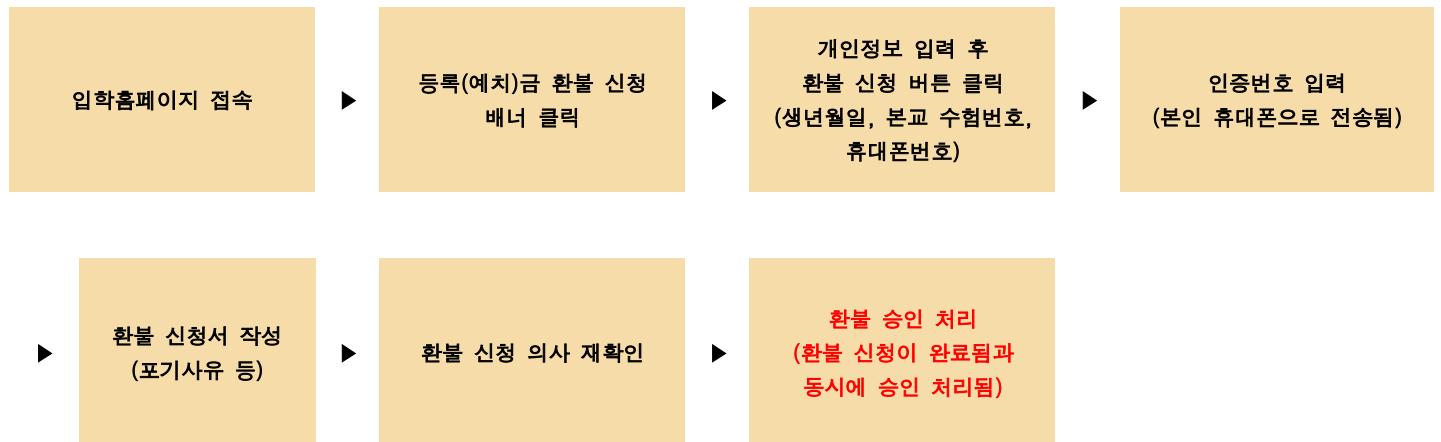 입학홈페이지 접속
등록(예치)금 환불 신청
배너 클릭
개인정보 입력 후
환불 신청 버튼 클릭
(생년월일, 본교 수험번호,
휴대폰번호)
인증번호 입력
(본인 휴대폰으로 전송됨)
환불 신청서 작성
(포기사유 등)
환불 신청 의사 재확인
환불 승인 처리
(환불 신청이 완료됨과
동시에 승인 처리됨)